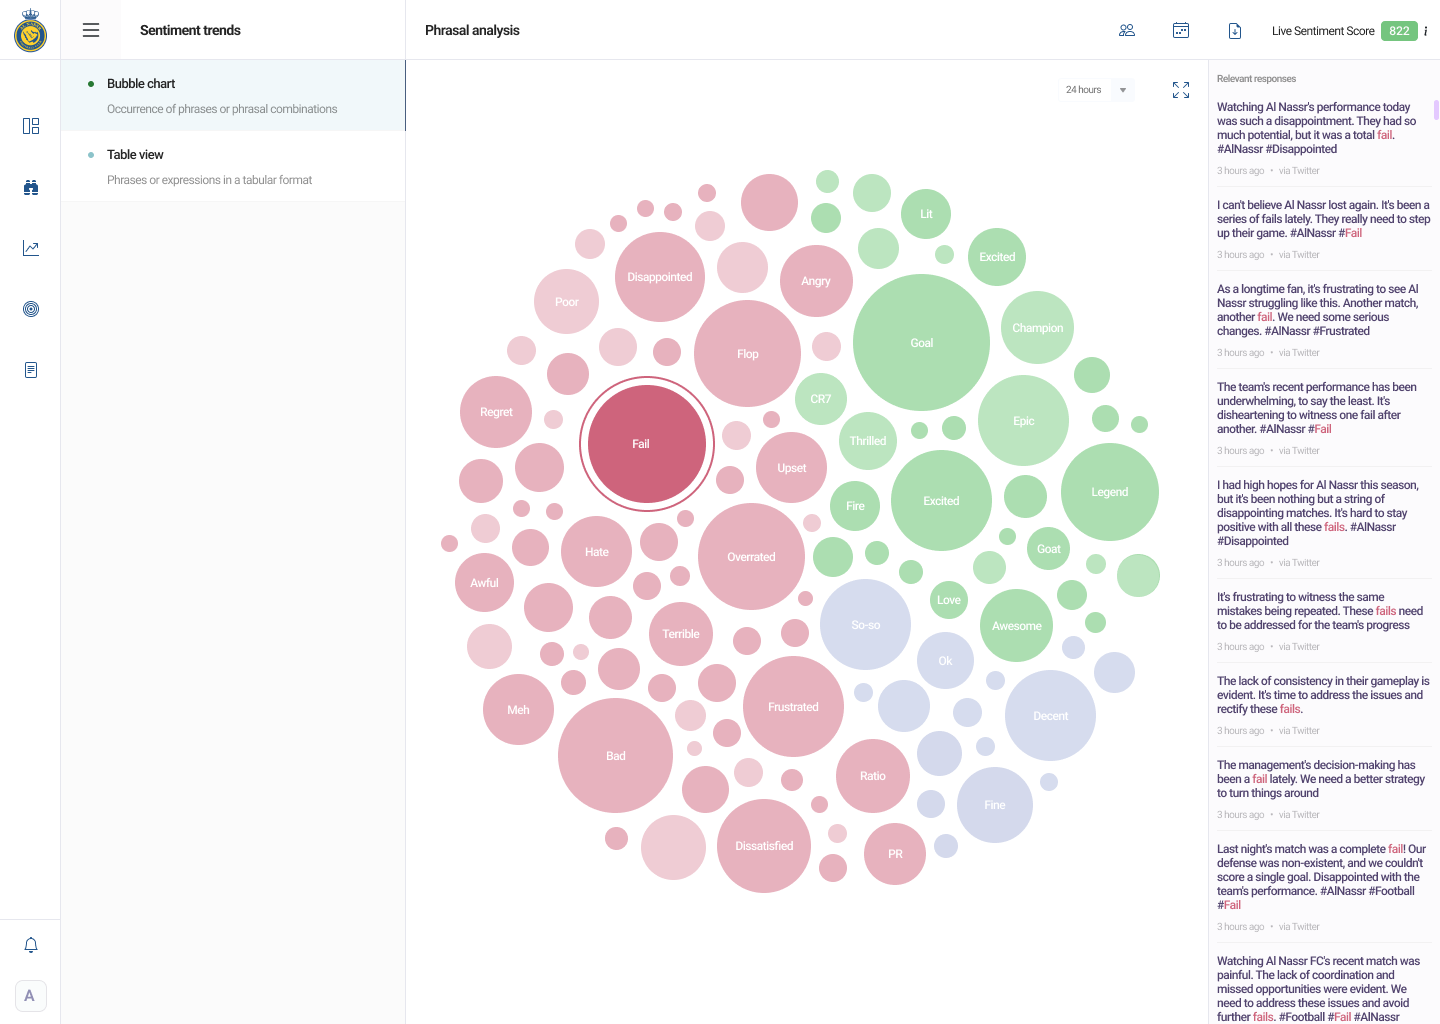 Sentiment trends
Phrasal analysis
Live Sentiment Score 822 i
Bubble chart
Occurrence of phrases or phrasal combinations
Table view
Phrases or expressions in a tabular format
A
24 hours
Lit
Excited
Disappointed
Angry
Poor
Champion
Goal
Flop
CR7
Regret
Epic
Fail
Thrilled
Upset
Legend
Excited
Fire
Goat
Hate
Overrated
Awful
Love
So-so
Awesome
Terrible
Ok
Meh
Frustrated
Decent
Bad
Ratio
Fine
Dissatisfied
PR
Relevant responses
Watching Al Nassr's performance today
was such a disappointment. They had so
much potential, but it was a total fail.
#AlNassr #Disappointed
3 hours ago • via Twitter
I can't believe Al Nassr lost again. It's been a
series of fails lately. They really need to step
up their game. #AlNassr #Fail
3 hours ago • via Twitter
As a longtime fan, it's frustrating to see Al
Nassr struggling like this. Another match,
another fail. We need some serious
changes. #AlNassr #Frustrated
3 hours ago • via Twitter
The team's recent performance has been
underwhelming, to say the least. It's
disheartening to witness one fail after
another. #AlNassr #Fail
3 hours ago • via Twitter
I had high hopes for Al Nassr this season,
but it's been nothing but a string of
disappointing matches. It's hard to stay
positive with all these fails. #AlNassr
#Disappointed
3 hours ago • via Twitter
It's frustrating to witness the same
mistakes being repeated. These fails need
to be addressed for the team's progress
3 hours ago • via Twitter
The lack of consistency in their gameplay is
evident. It's time to address the issues and
rectify these fails.
3 hours ago • via Twitter
The management's decision-making has
been a fail lately. We need a better strategy
to turn things around
3 hours ago • via Twitter
Last night's match was a complete fail! Our
defense was non-existent, and we couldn't
score a single goal. Disappointed with the
team's performance. #AlNassr #Football
#Fail
3 hours ago • via Twitter
Watching Al Nassr FC's recent match was
painful. The lack of coordination and
missed opportunities were evident. We
need to address these issues and avoid
further fails. #Football #Fail #AlNassr